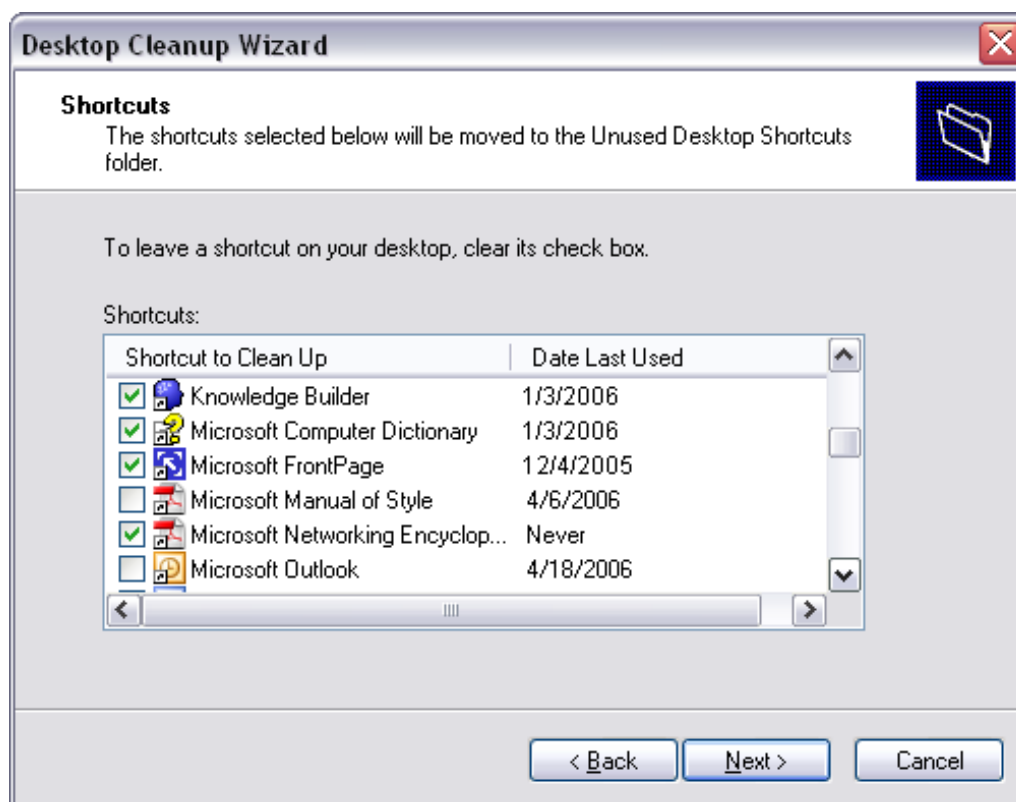 Desktop Cleanup Wizard
Shortcuts
The shortcuts selected below will be moved to the Unused Desktop Shortcuts
folder.
To leave a shortcut on your desktop, clear its check box.
Shortcuts:
Shortcut to Clean Up Date Last Used
Knowledge Builder 1/3/2006
Microsoft Computer Dictionary 1/3/2006
Microsoft FrontPage 12/4/2005
Microsoft Manual of Style 4/6/2006
Microsoft Networking Encyclop... Never
Microsoft Outlook 4/18/2006
< Back Next > Cancel